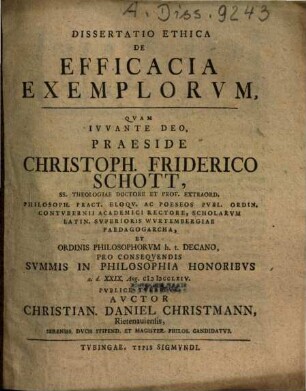 A. Diss. 9243
DISSERTATIO ETHICA
DE
EFFICACIA
EXEMPLORVM,
QVAM
IVVANTE DEO,
PRAESIDE
CHRISTOPH. FRIDERICO
SCHOTT,
SS. THEOLOGIAE DOCTORE ET PROF. EXTRAORD.
PHILOSOPH. PRACT. ELOQV. AC POESEOS PVBL. ORDIN.
CONTVBERNII ACADEMICI RECTORE, SCHOLARVM
LATIN. SVPERIORIS WVRTEMBERGIAE
PAEDAGOGARCHA,
ET
ORDINIS PHILOSOPHORVM h. t. DECANO,
PRO CONSEQVENDIS
SVMMIS IN PHILOSOPHIA HONORIBVS
a. d. XXIX. Aug.
PVBLICE
AVCTOR
CHRISTIAN. DANIEL CHRISTMANN,
Rietenauiensis,
SERENISS. DVCIS STIPEND. ET MAGISTER. PHILOS. CANDIDATVS.
TVBINGAE, TYPIS SIGMVNDI.